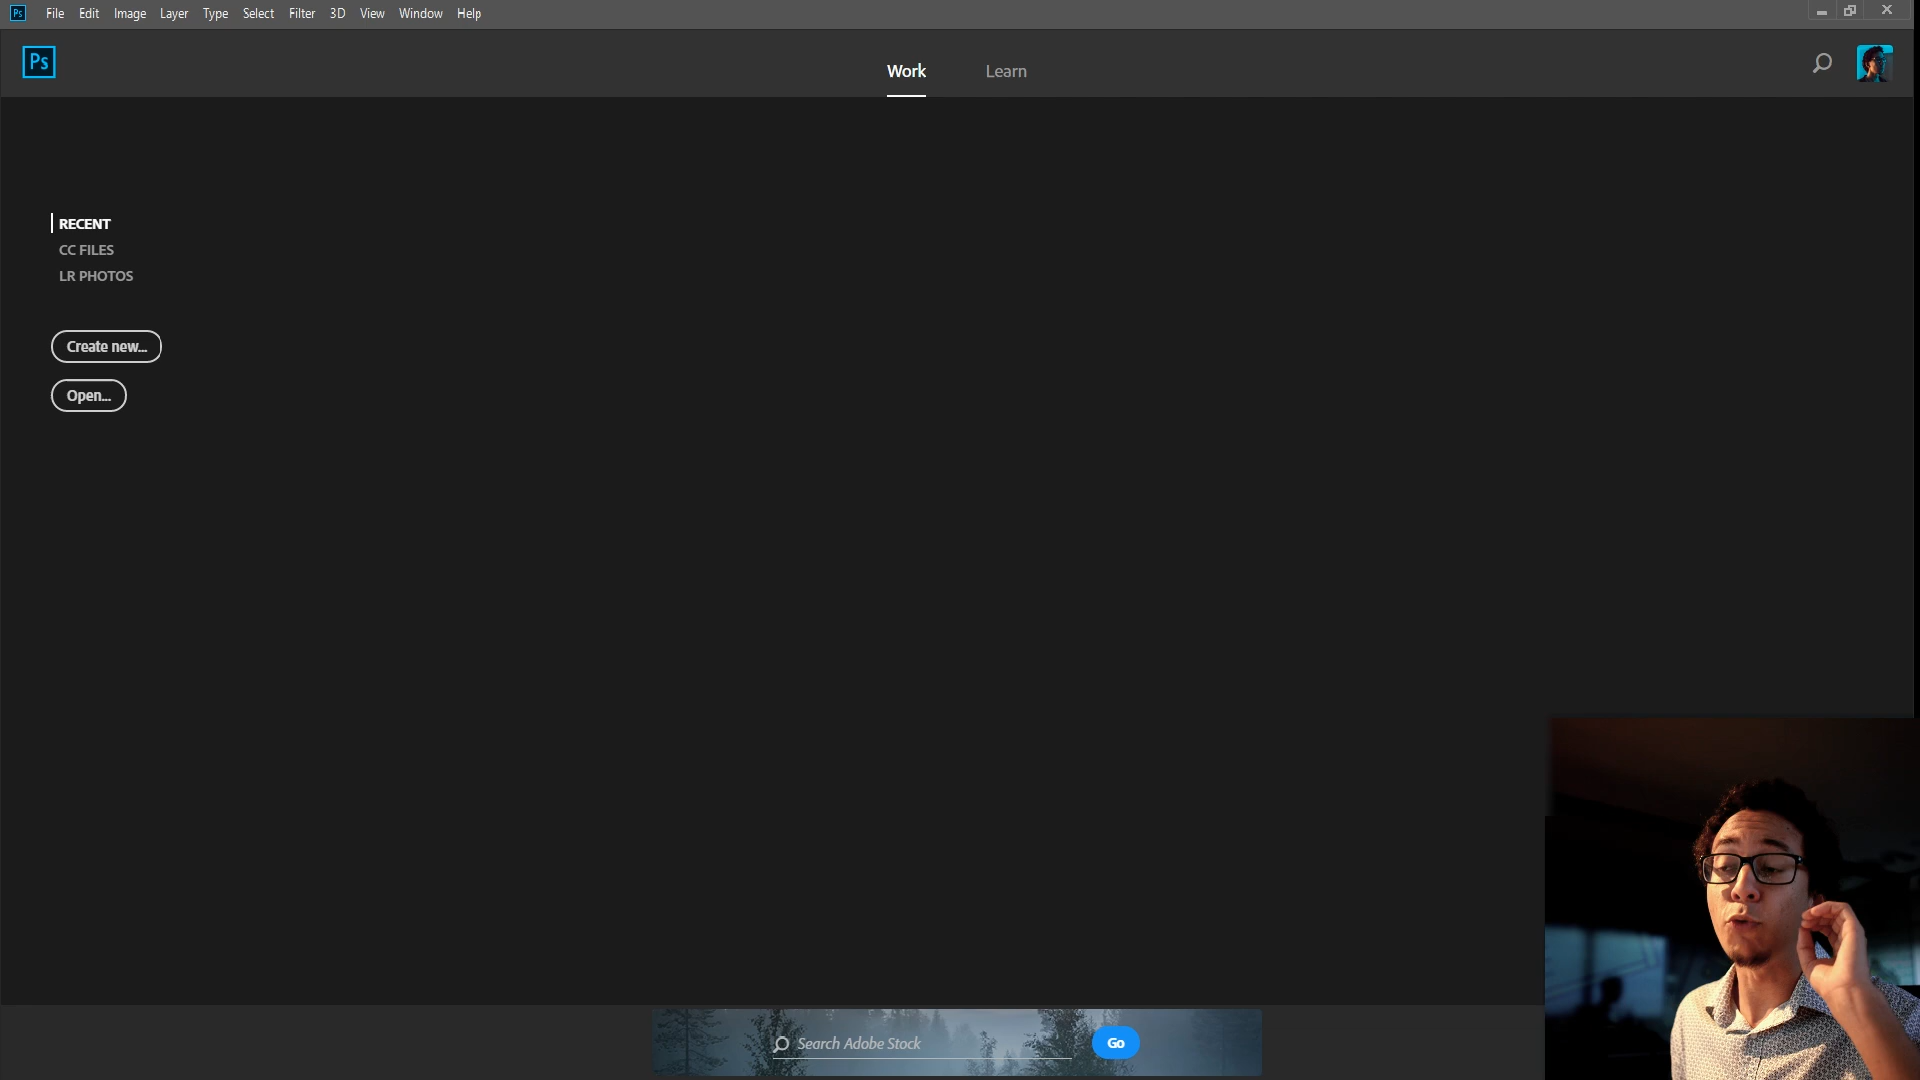 Ps File Edit Image Layer Type Select Filter 3D View Window Help
Ps
Work Learn
RECENT
CC FILES
LR PHOTOS
Create new...
Open...
Search Adobe Stock Go